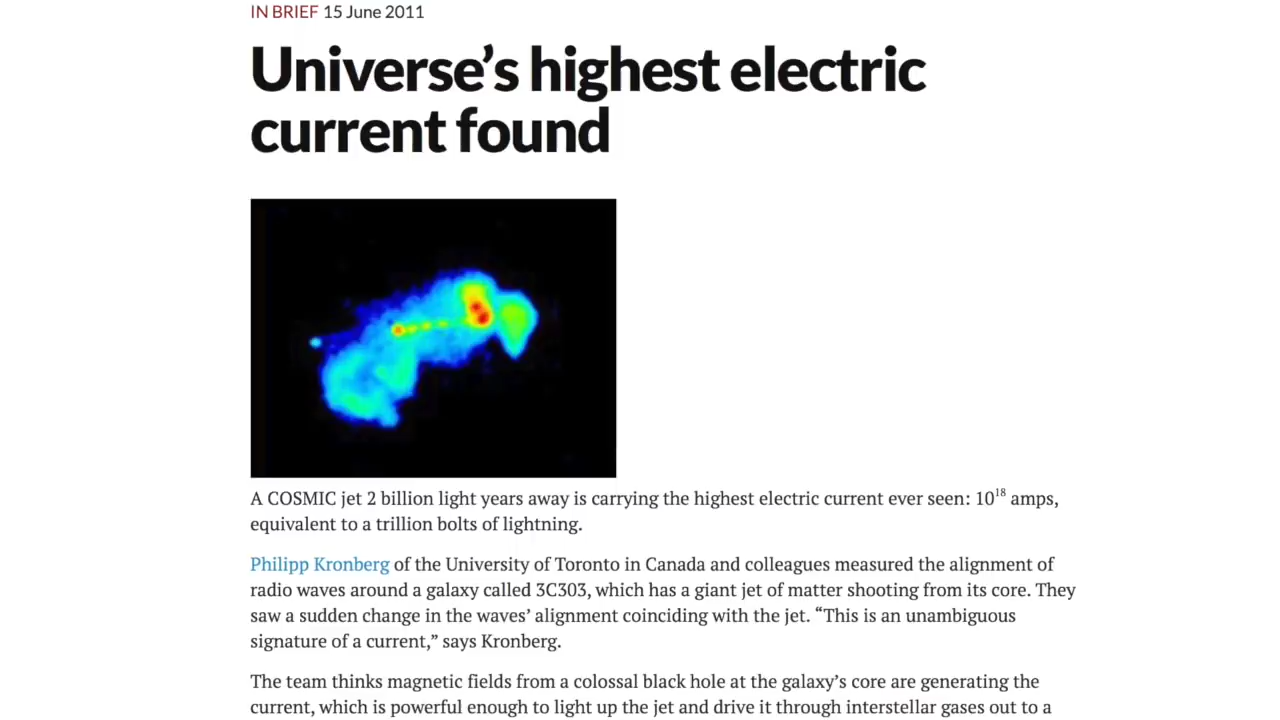 IN BRIEF 15 June 2011
Universe’s highest electric
current found
A COSMIC jet 2 billion light years away is carrying the highest electric current ever seen: 10¹⁸ amps,
equivalent to a trillion bolts of lightning.
Philipp Kronberg of the University of Toronto in Canada and colleagues measured the alignment of
radio waves around a galaxy called 3C303, which has a giant jet of matter shooting from its core. They
saw a sudden change in the waves’ alignment coinciding with the jet. “This is an unambiguous
signature of a current,” says Kronberg.
The team thinks magnetic fields from a colossal black hole at the galaxy’s core are generating the
current, which is powerful enough to light up the jet and drive it through interstellar gases out to a